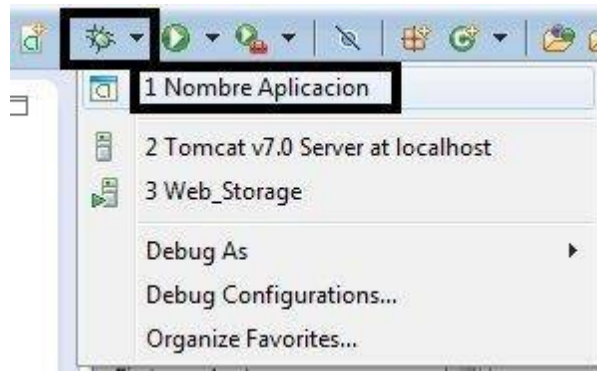 1 Nombre Aplicacion
2 Tomcat v7.0 Server at localhost
3 Web_Storage
Debug As
Debug Configurations...
Organize Favorites...